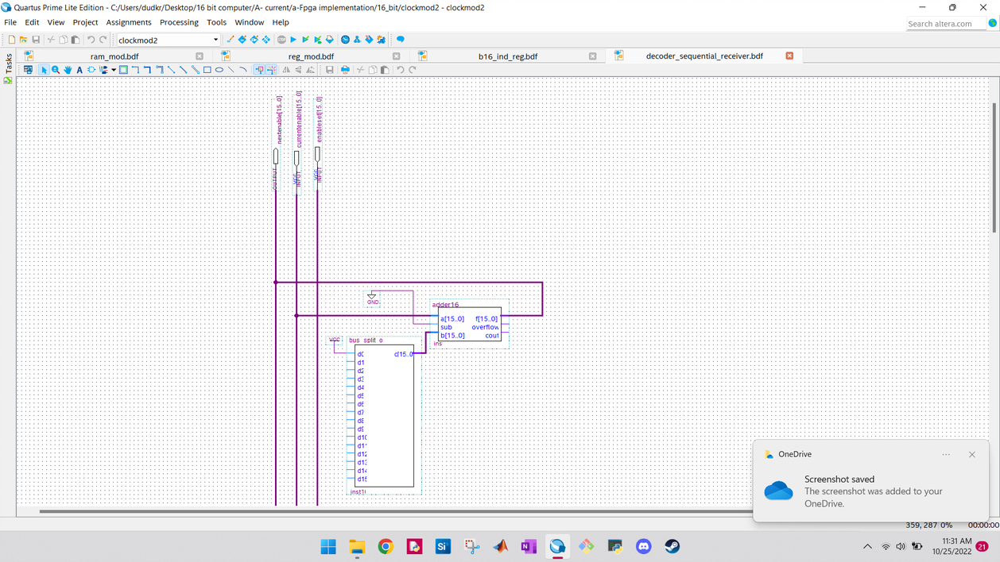 Quartus Prime Lite Edition - C:/Users/dudkr/Desktop/16 bit computer/A- current/a-Fpga implementation/16_bit/clockmod2 - clockmod2
File Edit View Project Assignments Processing Tools Window Help
Search altera.com
clockmod2
Tasks
ram_mod.bdf
reg_mod.bdf
b16_ind_reg.bdf
decoder_sequential_receiver.bdf
nextenable[15..0]
currentenable[15..0]
enableset[15..0]
OUTPUT
VCC
INPUT
VCC
INPUT
GND
adder16
a[15..0] f[15..0]
sub overflow
b[15..0] cout
ins
VCC
bus_split_o
d0 c[15..0
d1
d2
d3
d4
d5
d6
d7
d8
d9
d10
d11
d12
d13
d14
d15
inst1
OneDrive
Screenshot saved
The screenshot was added to your
OneDrive.
359, 287 0% 00:00:00
11:31 AM
10/25/2022
21